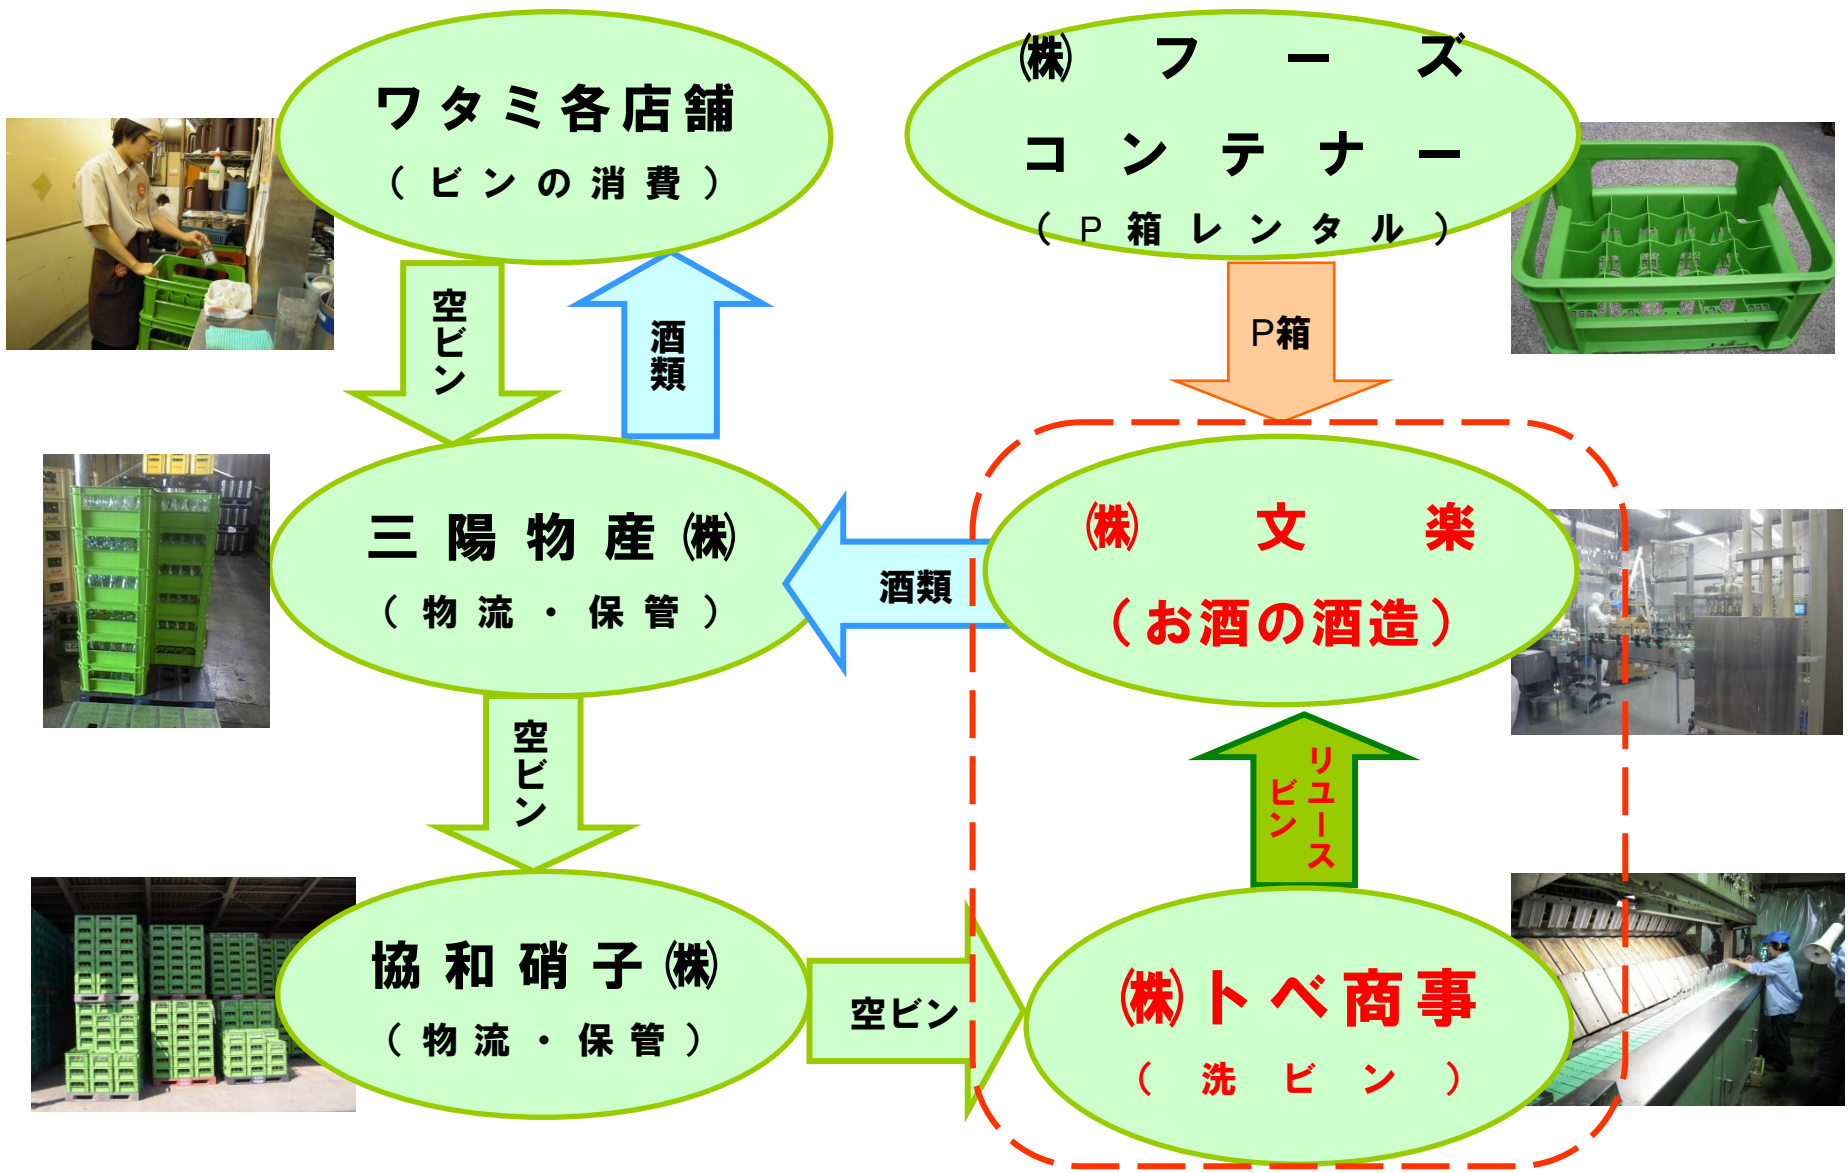 ワタミ各店舗
（ビンの消費）
㈱フーズ
コンテナー
（P箱レンタル）
空ビン
酒類
P箱
三陽物産㈱
（物流・保管）
酒類
㈱文楽
（お酒の酒造）
空ビン
リユース
ビン
協和硝子㈱
（物流・保管）
空ビン
㈱トベ商事
（洗ビン）